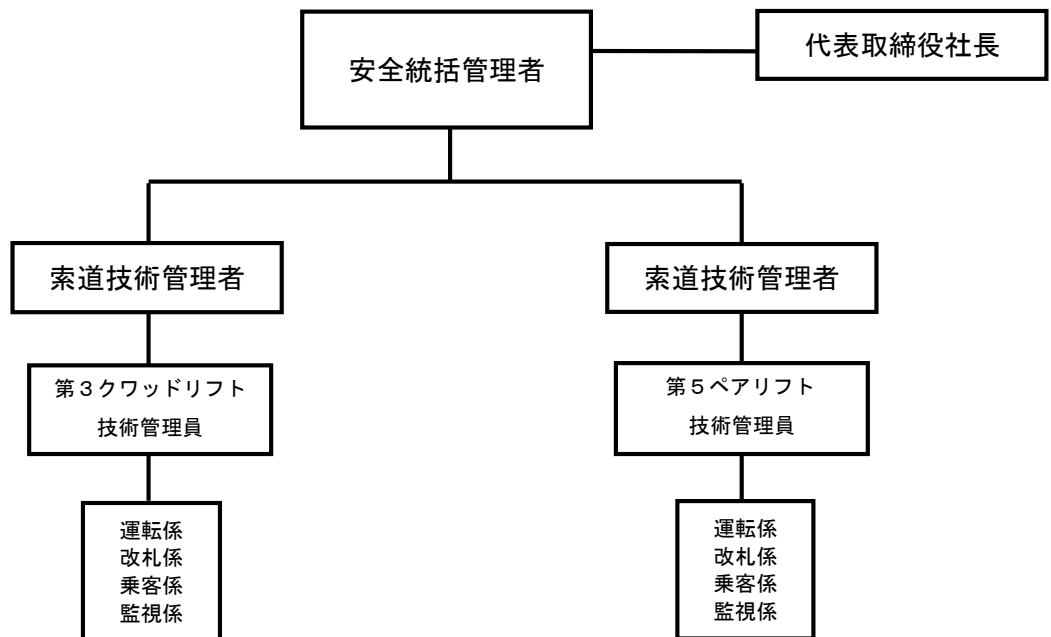 安全統括管理者
代表取締役社長
索道技術管理者
索道技術管理者
第３クワッドリフト
技術管理員
第５ペアリフト
技術管理員
運転係
改札係
乗客係
監視係
運転係
改札係
乗客係
監視係